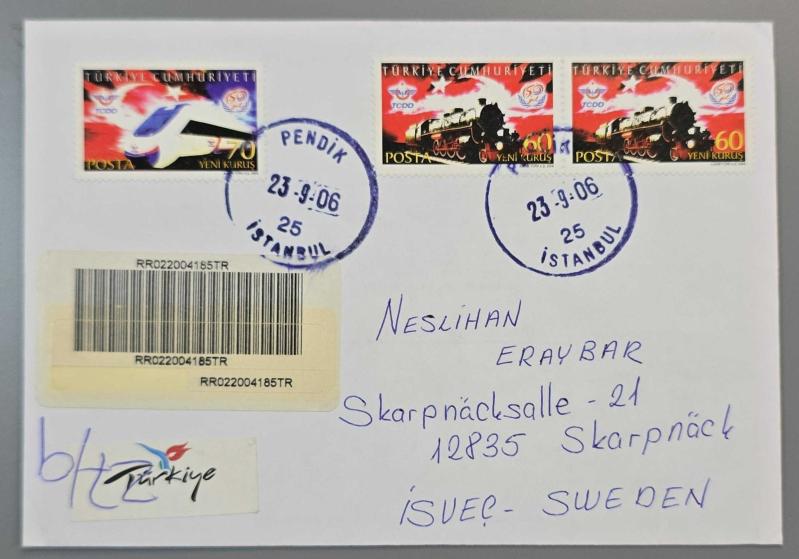 TÜRKİYE CUMHURİYETİ
TCDD
150
70
POSTA
YENİ KURUŞ
TÜRKİYE CUMHURİYETİ
TCDD
60
POSTA
YENİ KURUŞ
TÜRKİYE CUMHURİYETİ
TCDD
60
POSTA
YENİ KURUŞ
PENDİK
23-9-06
25
İSTANBUL
23-9-06
25
İSTANBUL
RR022004185TR
RR022004185TR
RR022004185TR
NESLİHAN
ERAYBAR
Skarpnäcksalle - 21
12835 Skarpnäck
İSVEÇ - SWEDEN
Türkiye